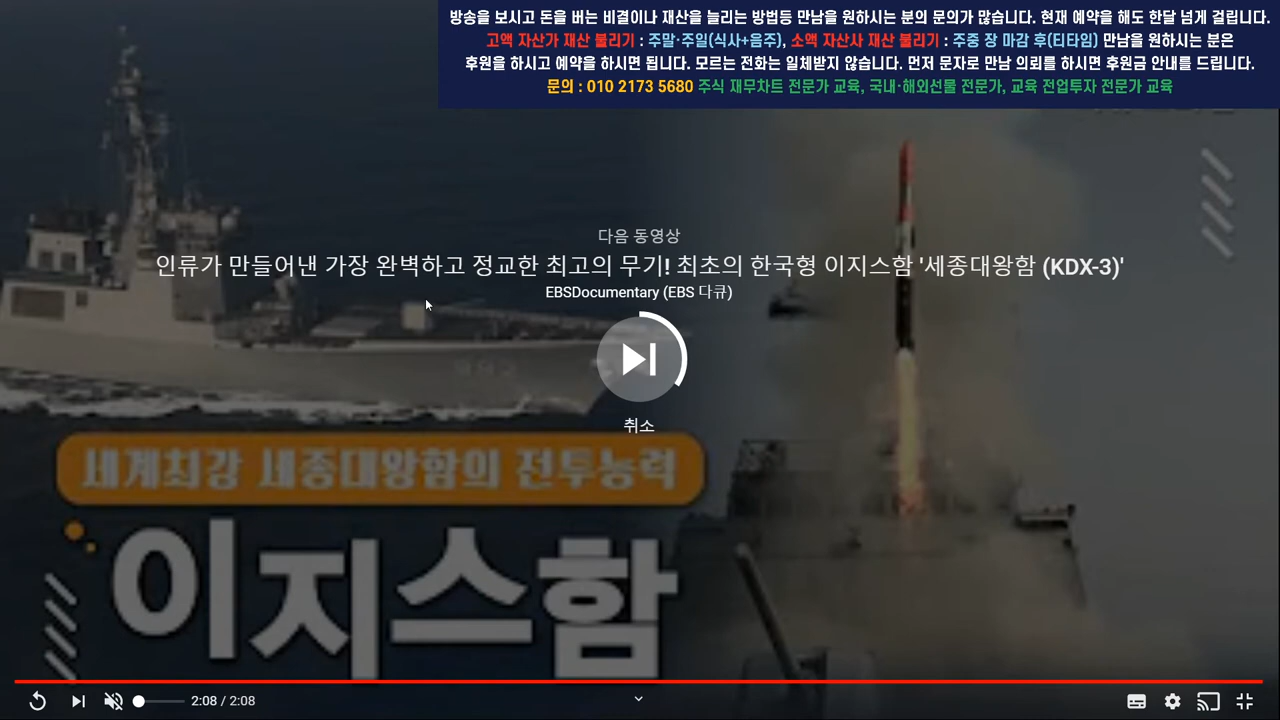 방송을 보시고 돈을 버는 비결이나 재산을 늘리는 방법등 만남을 원하시는 분의 문의가 많습니다. 현재 예약을 해도 한달 넘게 걸립니다.
고액 자산가 재산 불리기 : 주말·주일(식사+음주), 소액 자산사 재산 불리기 : 주중 장 마감 후(티타임) 만남을 원하시는 분은
후원을 하시고 예약을 하시면 됩니다. 모르는 전화는 일체받지 않습니다. 먼저 문자로 만남 의뢰를 하시면 후원금 안내를 드립니다.
문의 : 010 2173 5680 주식 재무차트 전문가 교육, 국내·해외선물 전문가, 교육 전업투자 전문가 교육
다음 동영상
인류가 만들어낸 가장 완벽하고 정교한 최고의 무기! 최초의 한국형 이지스함 '세종대왕함 (KDX-3)'
EBSDocumentary (EBS 다큐)
취소
세계최강 세종대왕함의 전투능력
이지스함
2:08 / 2:08